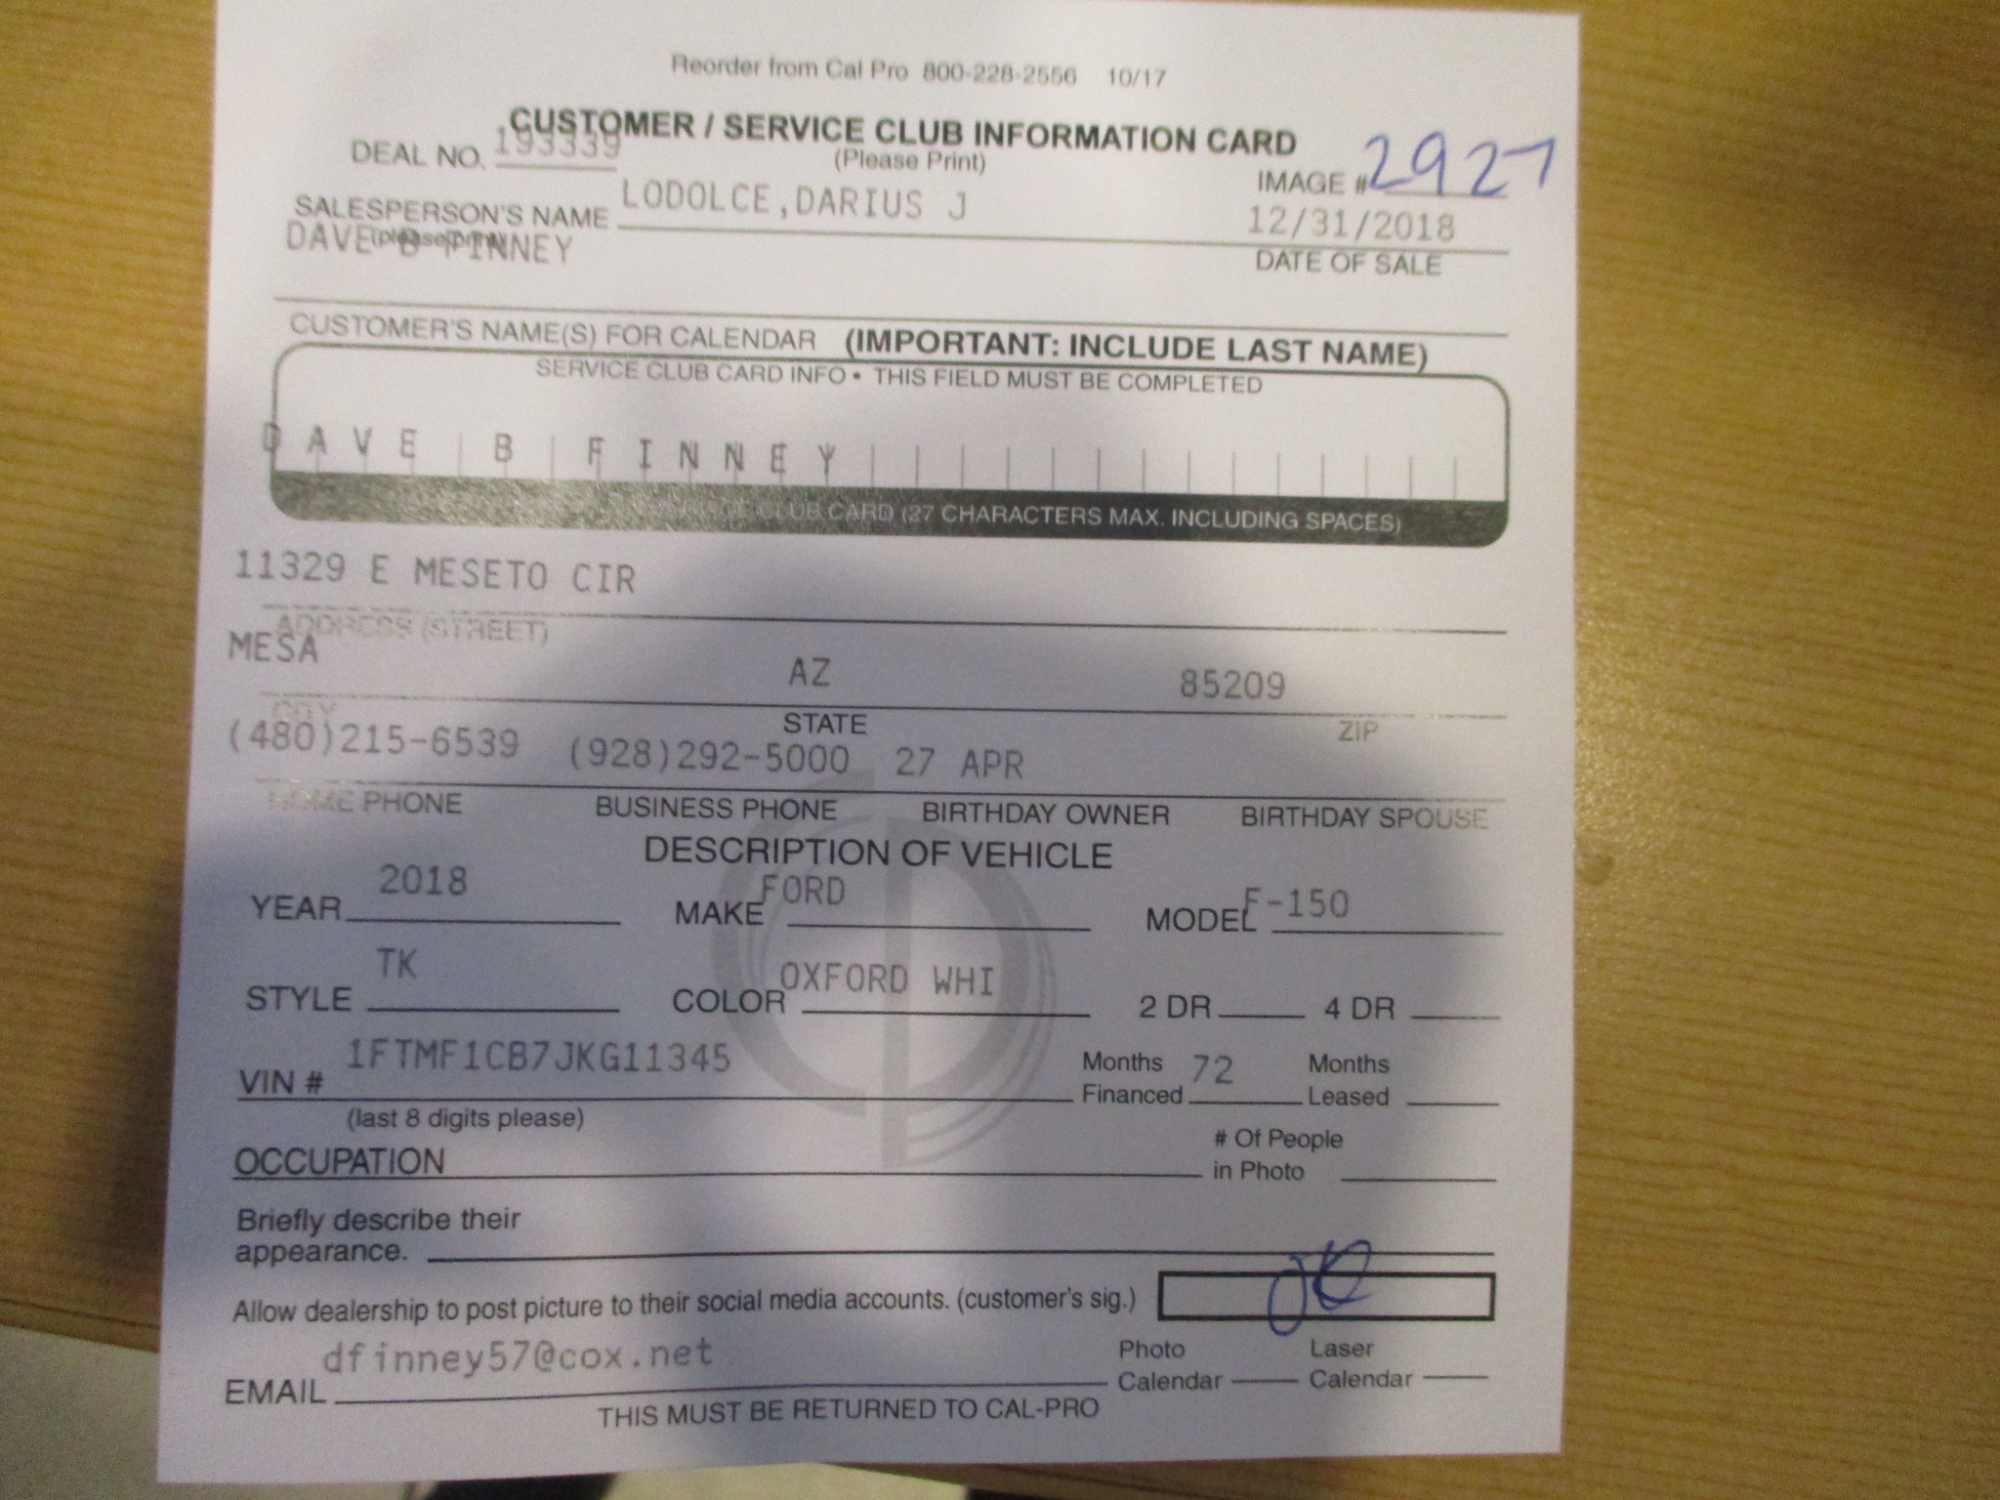 Reorder from Cal Pro 800-228-2556 10/17
CUSTOMER / SERVICE CLUB INFORMATION CARD
(Please Print)
DEAL NO. 193339
IMAGE # 2927
SALESPERSON'S NAME LODOLCE,DARIUS J
(please print)
12/31/2018
DATE OF SALE
DAVE B FINNEY
CUSTOMER'S NAME(S) FOR CALENDAR (IMPORTANT: INCLUDE LAST NAME)
SERVICE CLUB CARD INFO • THIS FIELD MUST BE COMPLETED
DAVE B FINNEY
SERVICE CLUB CARD (27 CHARACTERS MAX. INCLUDING SPACES)
11329 E MESETO CIR
ADDRESS (STREET)
MESA AZ 85209
CITY STATE ZIP
(480)215-6539 (928)292-5000 27 APR
HOME PHONE BUSINESS PHONE BIRTHDAY OWNER BIRTHDAY SPOUSE
DESCRIPTION OF VEHICLE
YEAR 2018 MAKE FORD MODEL F-150
STYLE TK COLOR OXFORD WHI 2 DR 4 DR
VIN # 1FTMF1CB7JKG11345 Months Financed 72 Months Leased
(last 8 digits please)
OCCUPATION # Of People in Photo
Briefly describe their
appearance.
Allow dealership to post picture to their social media accounts. (customer's sig.)
EMAIL dfinney57@cox.net Photo Calendar Laser Calendar
THIS MUST BE RETURNED TO CAL-PRO